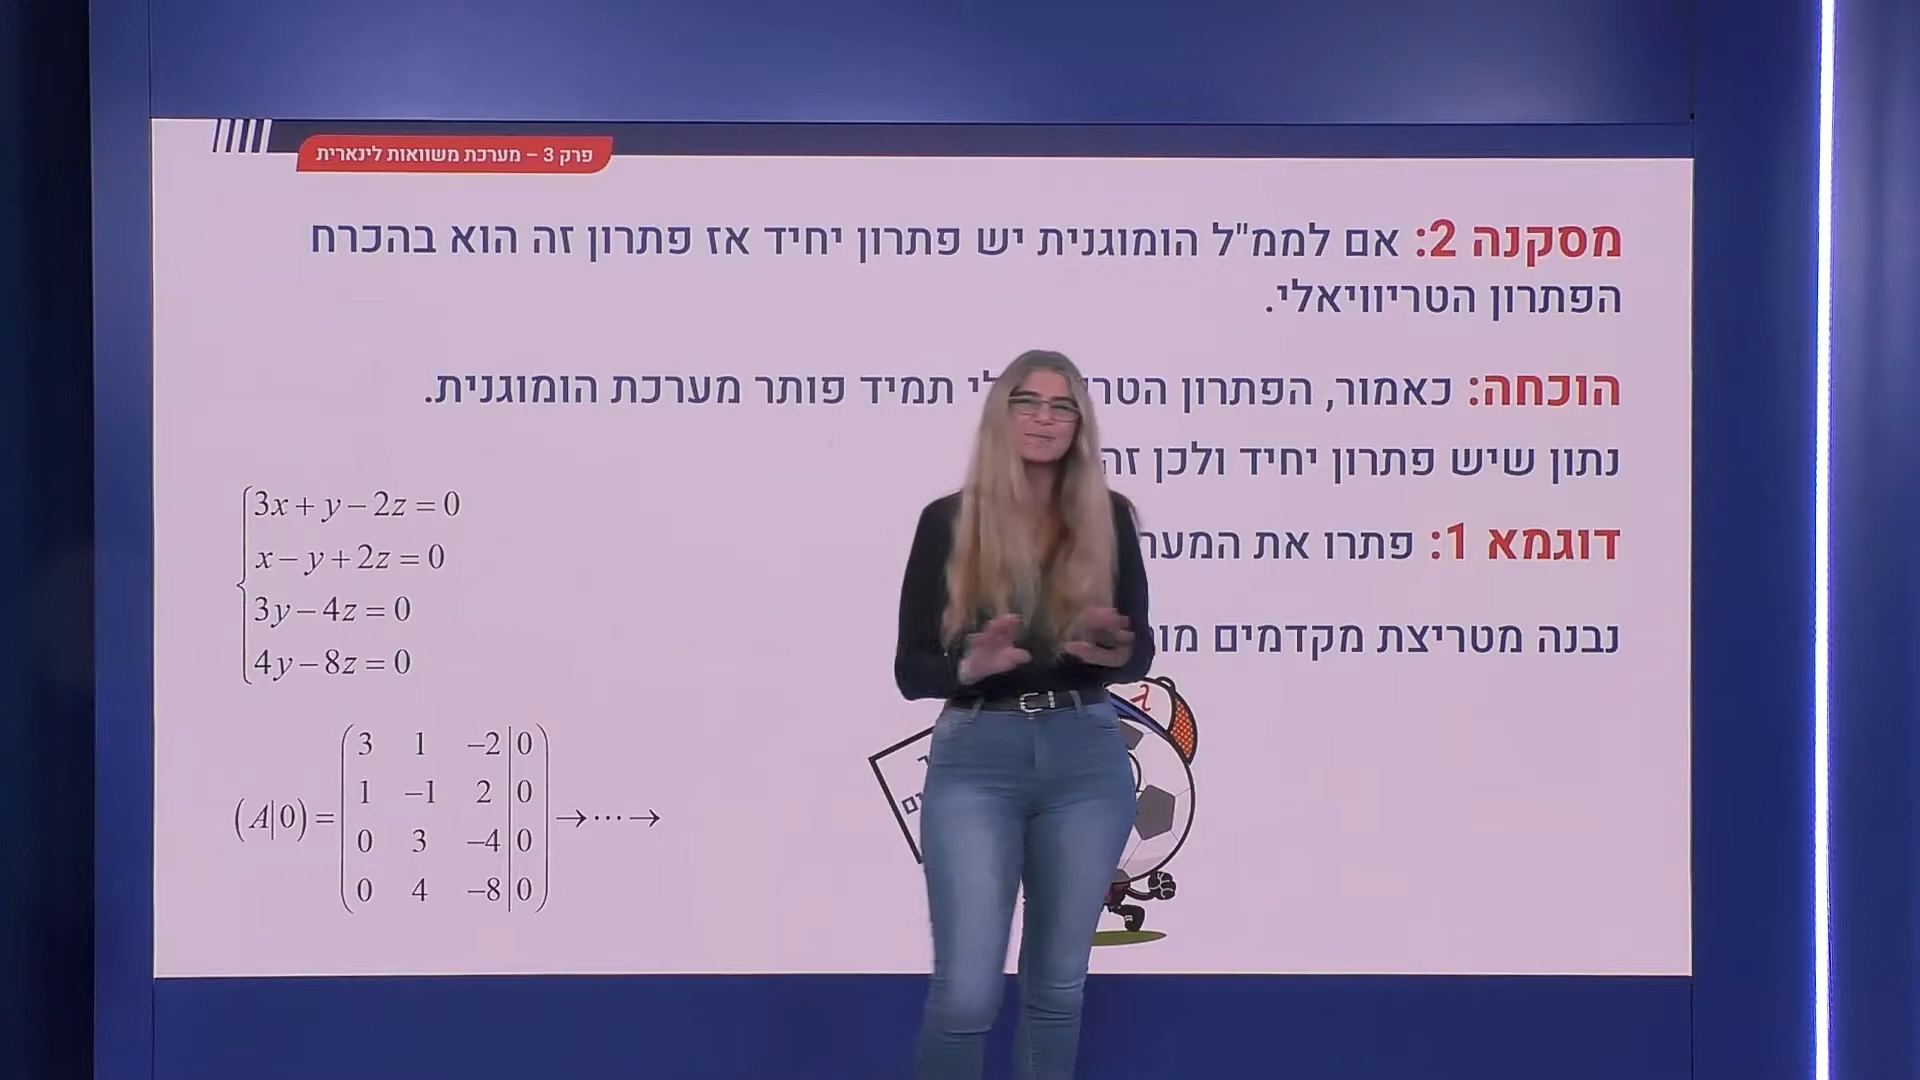 פרק 3 – מערכת משוואות לינארית
מסקנה 2: אם לממ"ל הומוגנית יש פתרון יחיד אז פתרון זה הוא בהכרח
הפתרון הטריוויאלי.
הוכחה: כאמור, הפתרון תמיד פותר מערכת הומוגנית.
נתון שיש פתרון יחיד ולכן זה
דוגמא 1: פתרו את
נבנה מטריצת מקדמים
3x + y − 2z = 0
x − y + 2z = 0
3y − 4z = 0
4y − 8z = 0
(A|0) =
3 1 −2 | 0
1 −1 2 | 0
0 3 −4 | 0
0 4 −8 | 0
→ ⋯ →